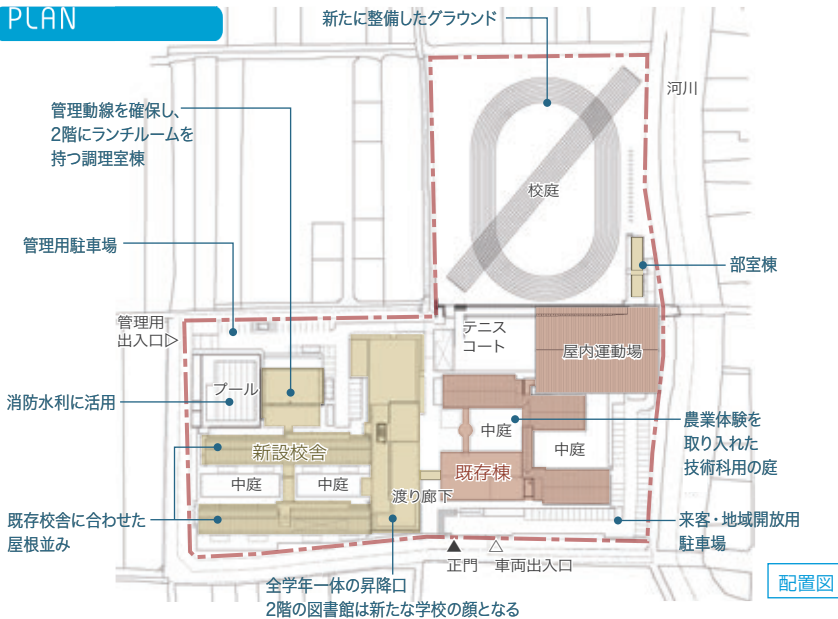 PLAN
新たに整備したグラウンド
河川
管理動線を確保し、
2階にランチルームを
持つ調理室棟
校庭
管理用駐車場
部室棟
管理用
出入口▷
テニス
コート
屋内運動場
プール
消防水利に活用
中庭
農業体験を
取り入れた
技術科用の庭
新設校舎
中庭
既存棟
中庭
中庭
渡り廊下
既存校舎に合わせた
屋根並み
来客・地域開放用
駐車場
▲
正門
△
車両出入口
配置図
全学年一体の昇降口
2階の図書館は新たな学校の顔となる